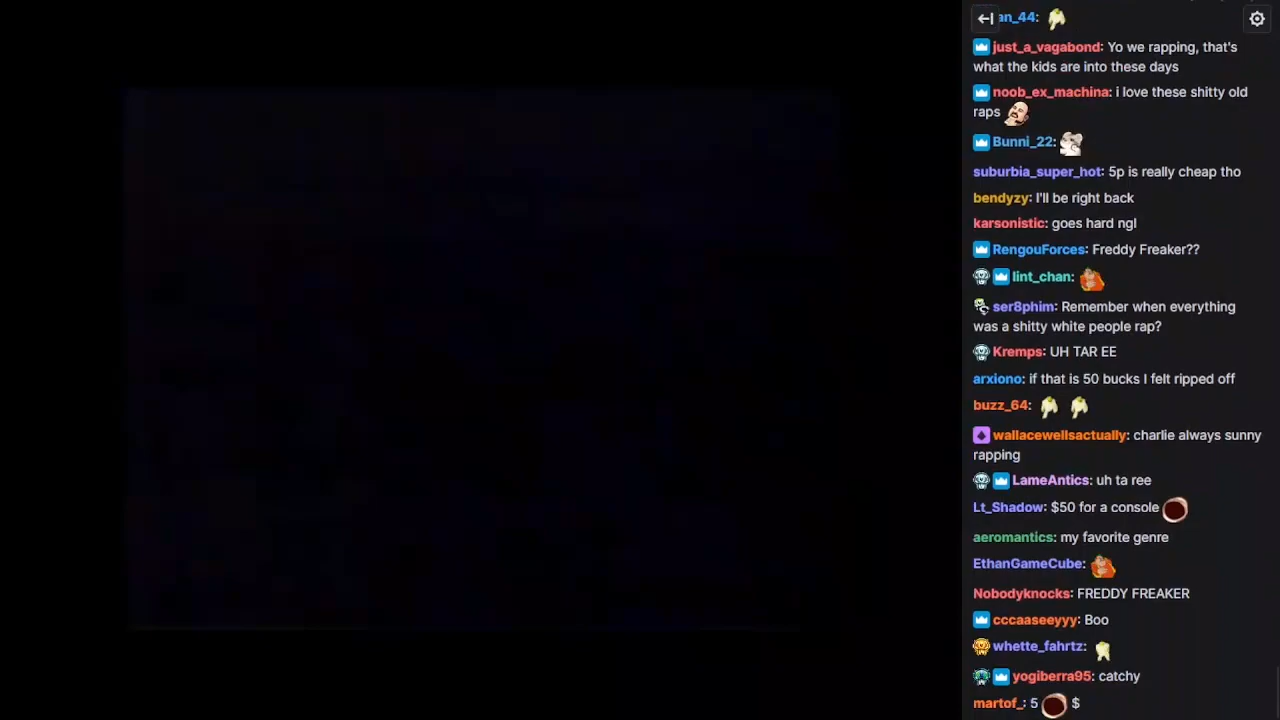 an_44:
just_a_vagabond: Yo we rapping, that's
what the kids are into these days
noob_ex_machina: i love these shitty old
raps
Bunni_22:
suburbia_super_hot: 5p is really cheap tho
bendyzy: I'll be right back
karsonistic: goes hard ngl
RengouForces: Freddy Freaker??
lint_chan:
ser8phim: Remember when everything
was a shitty white people rap?
Kremps: UH TAR EE
arxiono: if that is 50 bucks I felt ripped off
buzz_64:
wallacewellsactually: charlie always sunny
rapping
LameAntics: uh ta ree
Lt_Shadow: $50 for a console
aeromantics: my favorite genre
EthanGameCube:
Nobodyknocks: FREDDY FREAKER
cccaaseeyyy: Boo
whette_fahrtz:
yogiberra95: catchy
martof_: 5 $